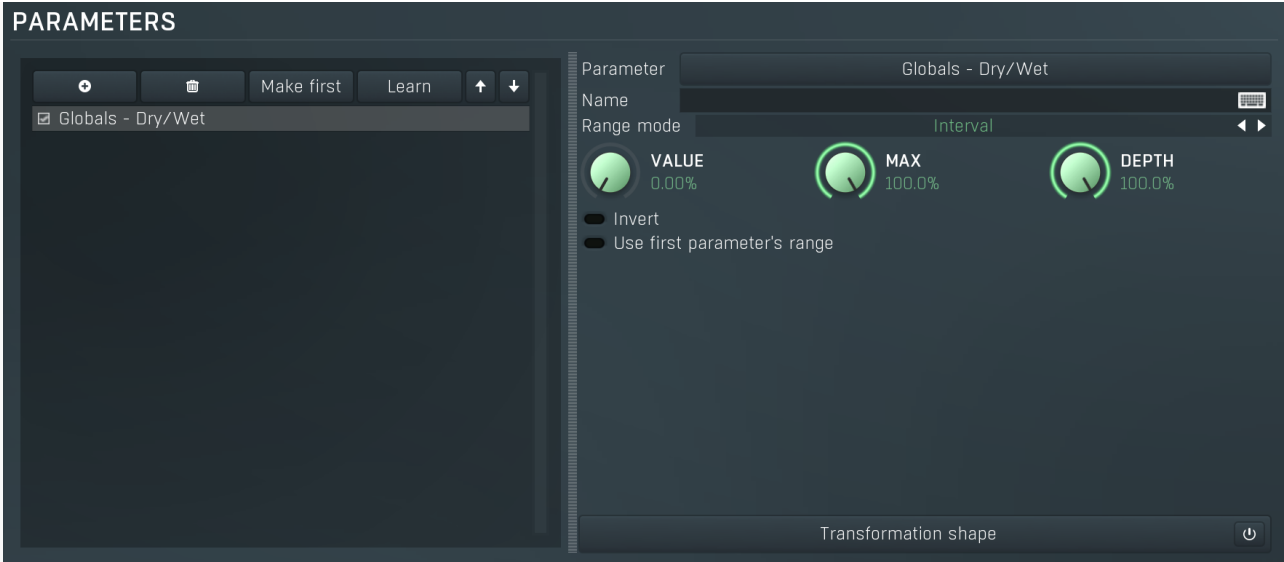 PARAMETERS
Make first Learn
Globals - Dry/Wet
Parameter Globals - Dry/Wet
Name
Range mode Interval
VALUE MAX DEPTH
0.00% 100.0% 100.0%
Invert
Use first parameter's range
Transformation shape